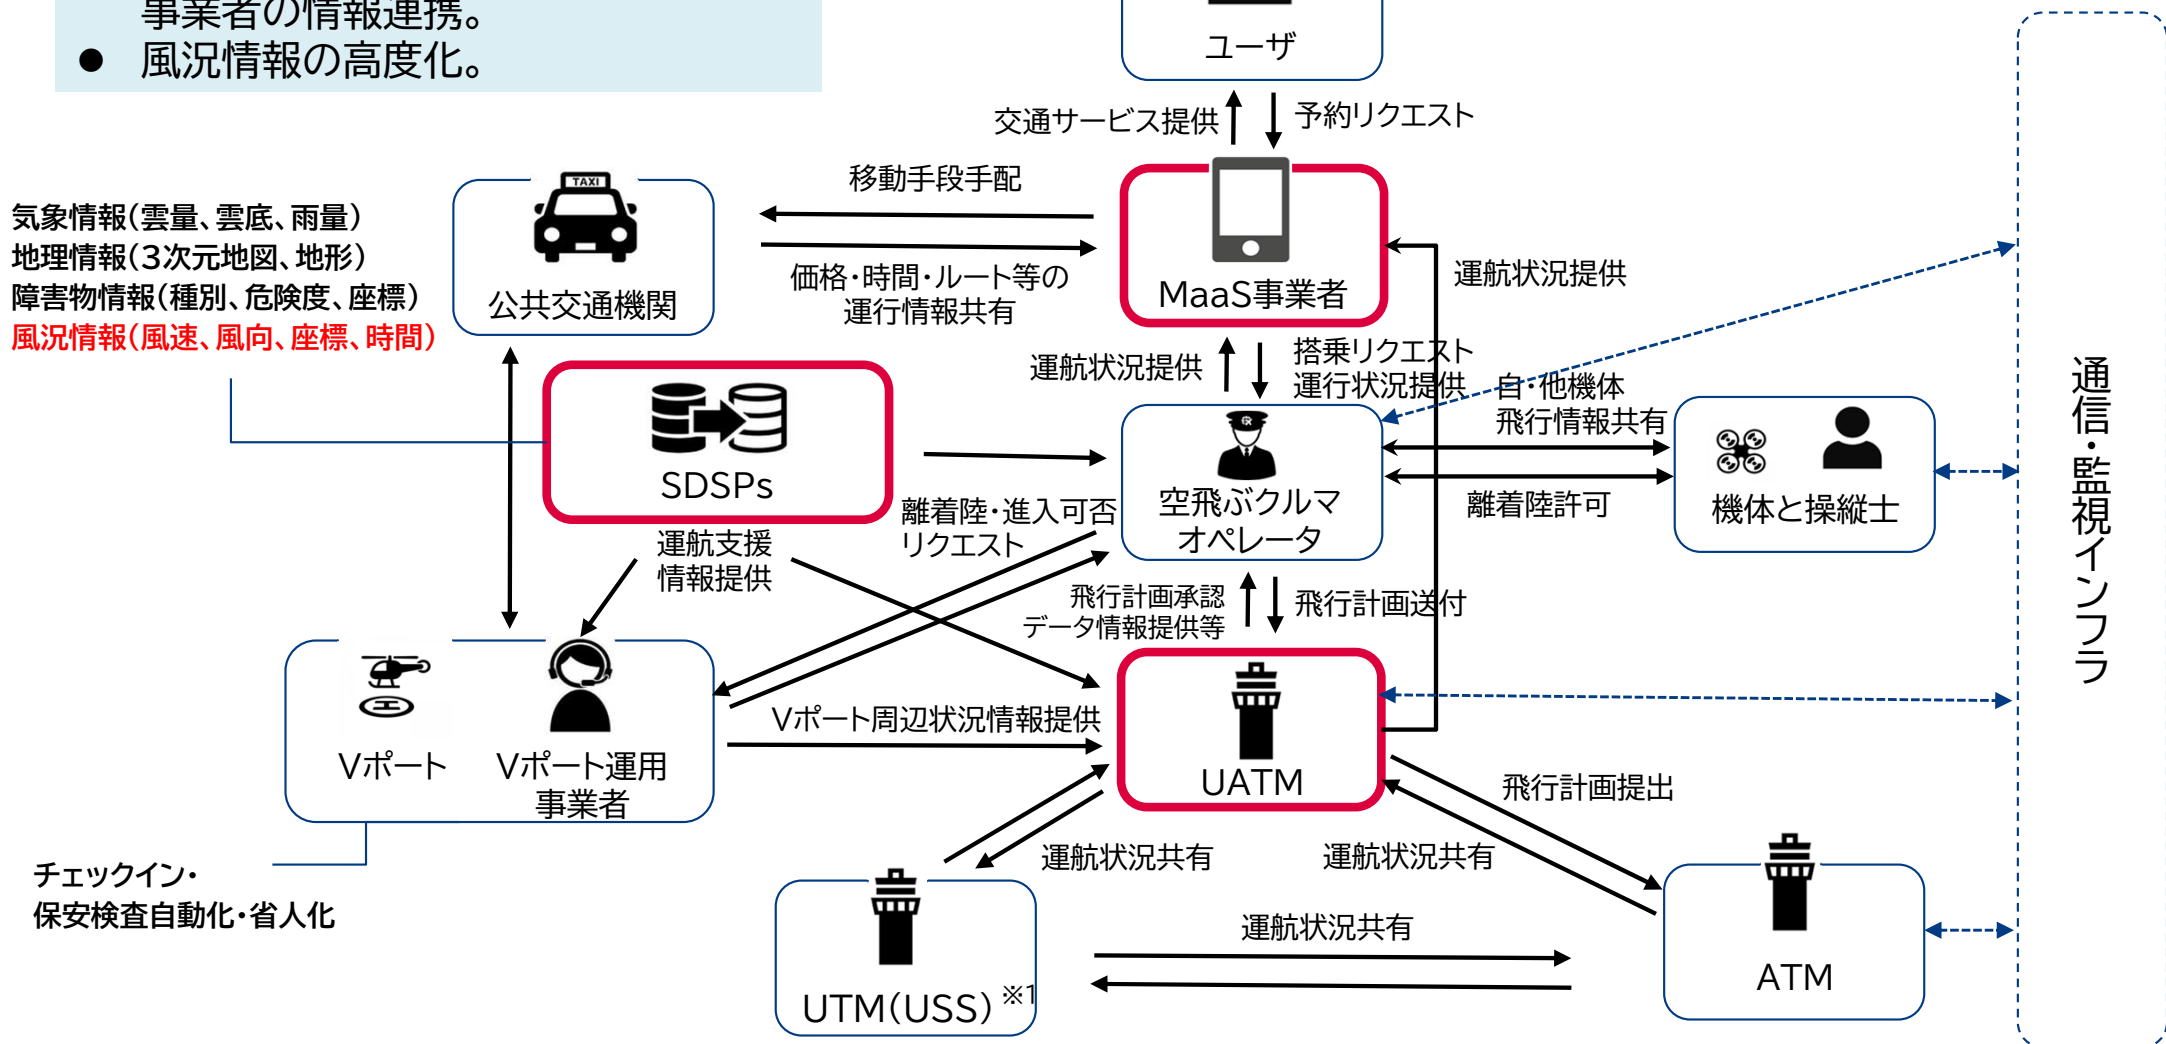 事業者の情報連携。
● 風況情報の高度化。
ユーザ
交通サービス提供
予約リクエスト
TAXI
公共交通機関
移動手段手配
価格・時間・ルート等の
運行情報共有
MaaS事業者
運航状況提供
気象情報(雲量、雲底、雨量)
地理情報(3次元地図、地形)
障害物情報(種別、危険度、座標)
風況情報(風速、風向、座標、時間)
運航状況提供
搭乗リクエスト
運行状況提供
自・他機体
飛行情報共有
SDSPs
空飛ぶクルマ
オペレータ
離着陸許可
機体と操縦士
通信・監視インフラ
離着陸・進入可否
リクエスト
運航支援
情報提供
飛行計画承認
データ情報提供等
飛行計画送付
Vポート
Vポート運用
事業者
Vポート周辺状況情報提供
UATM
飛行計画提出
運航状況共有
運航状況共有
チェックイン・
保安検査自動化・省人化
運航状況共有
UTM(USS)※1
ATM